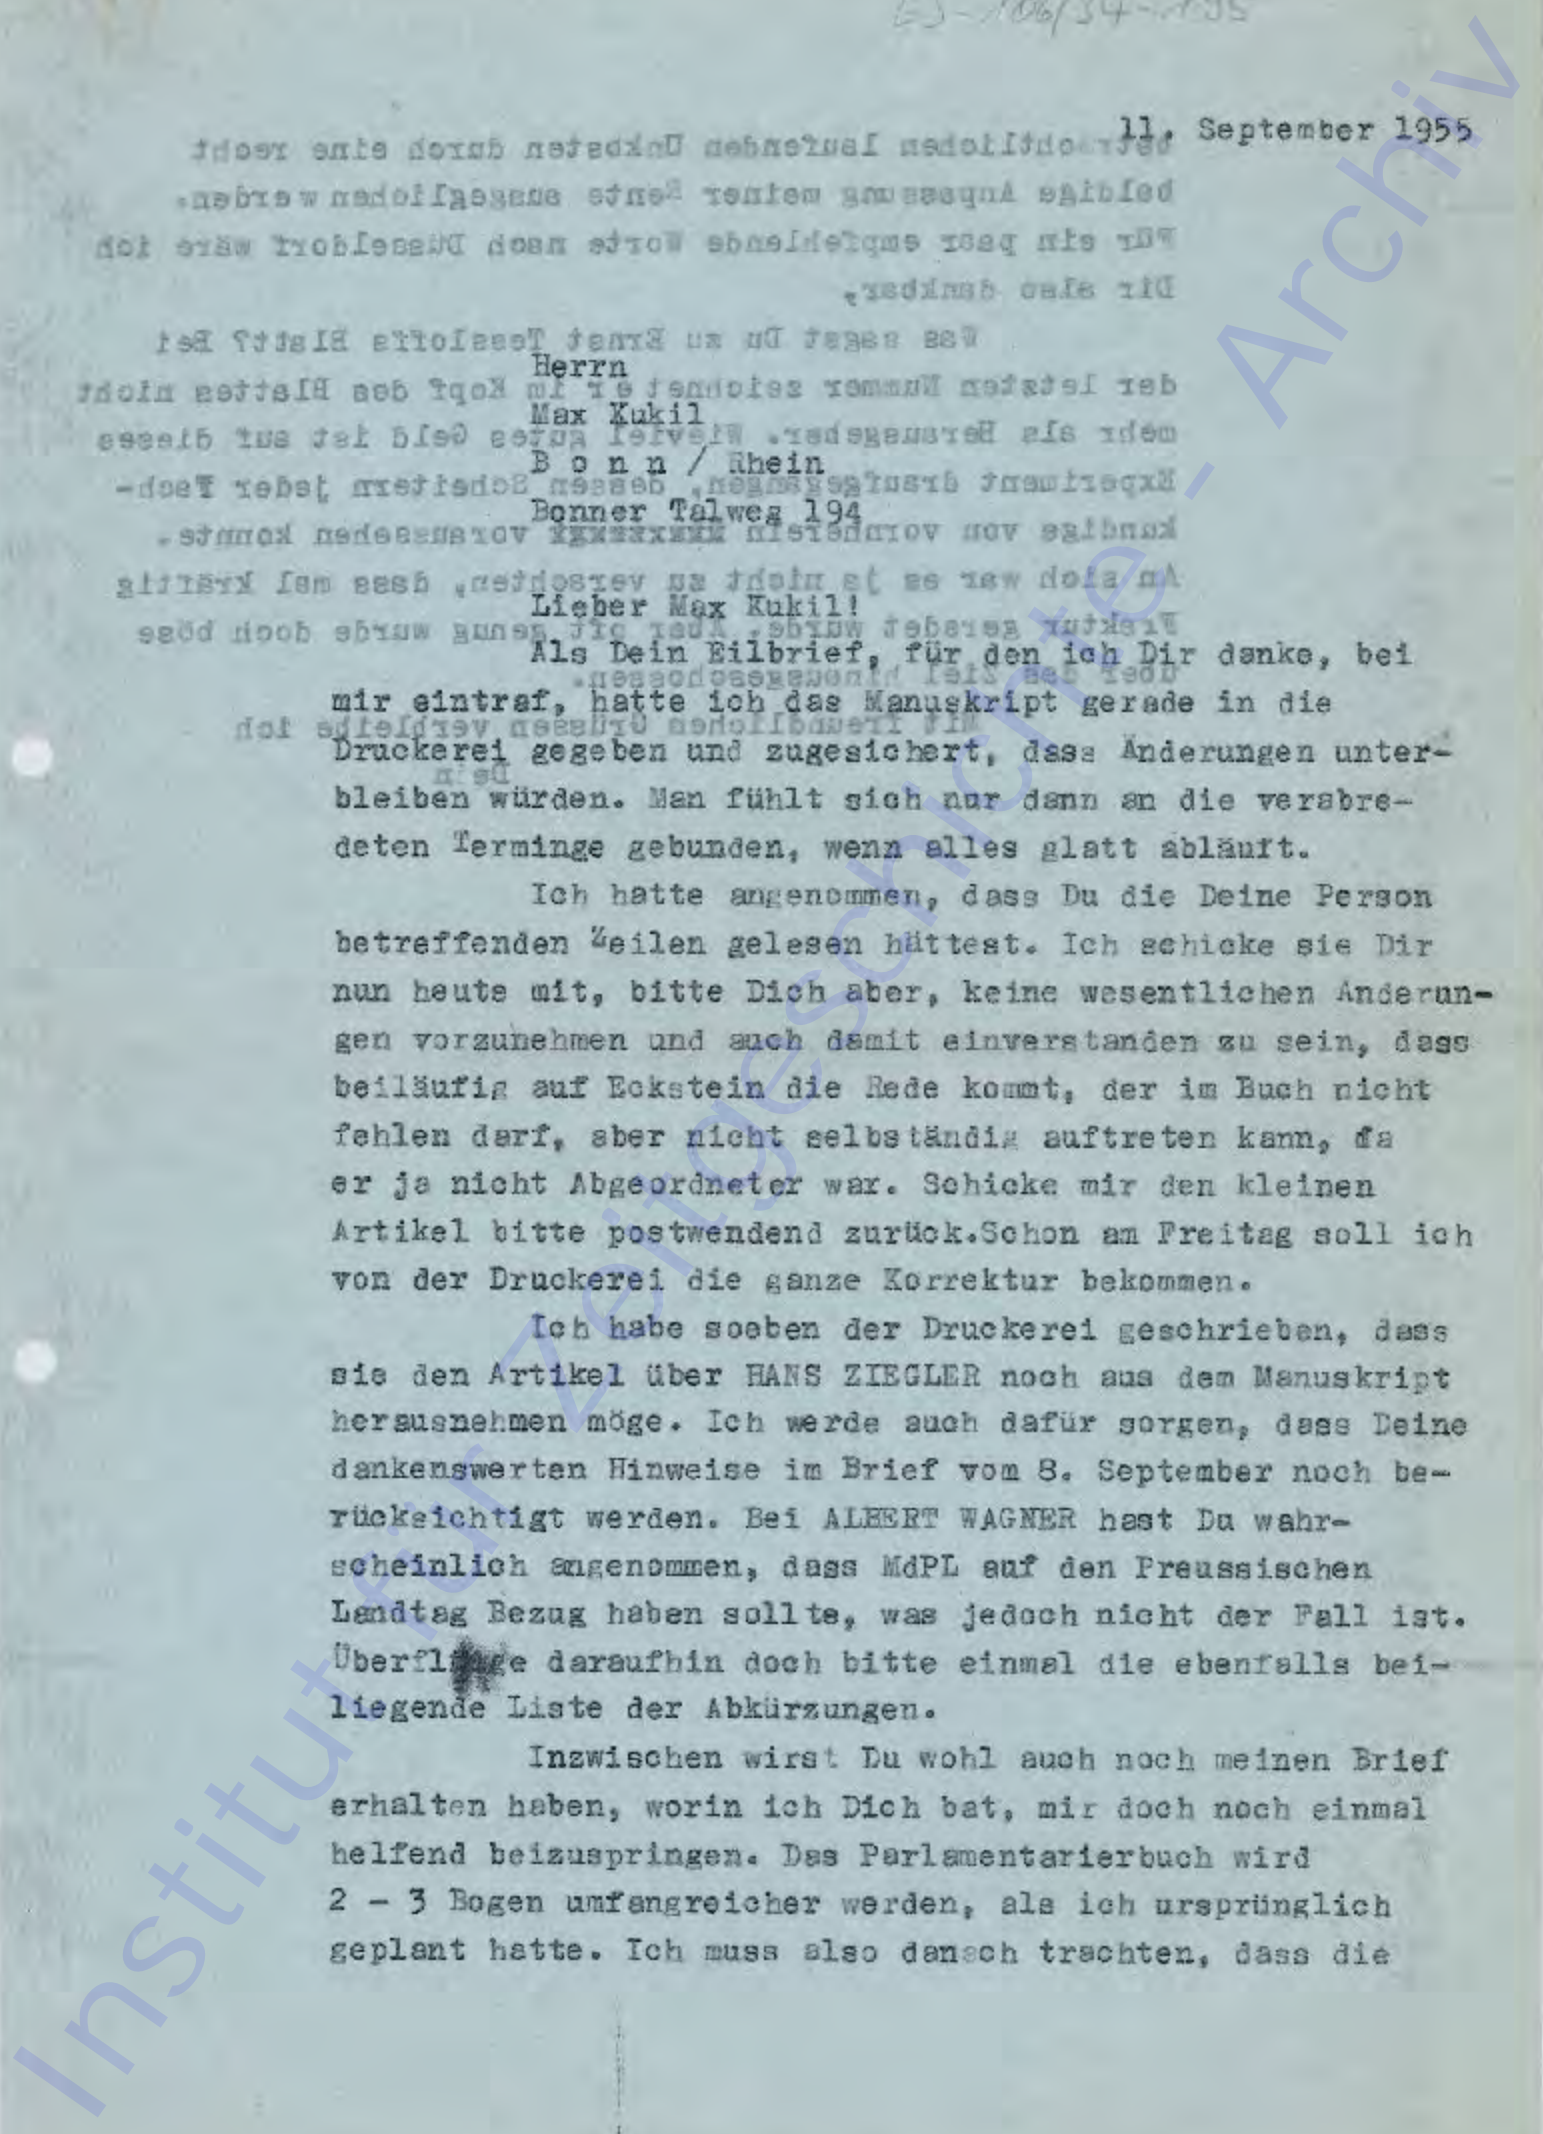 11. September 1955
Herrn
Max Kukil
B o n n / Rhein
Bonner Talweg 194
Lieber Max Kukil!
Als Dein Eilbrief, für den ich Dir danke, bei
mir eintraf, hatte ich das Manuskript gerade in die
Druckerei gegeben und zugesichert, dass Änderungen unter-
bleiben würden. Man fühlt sich nur dann an die verabre-
deten Terminge gebunden, wenn alles glatt abläuft.
Ich hatte angenommen, dass Du die Deine Person
betreffenden Zeilen gelesen hättest. Ich schicke sie Dir
nun heute mit, bitte Dich aber, keine wesentlichen Änderun-
gen vorzunehmen und auch damit einverstanden zu sein, dass
beiläufig auf Eckstein die Rede kommt, der im Buch nicht
fehlen darf, aber nicht selbständig auftreten kann, da
er ja nicht Abgeordneter war. Schicke mir den kleinen
Artikel bitte postwendend zurück.Schon am Freitag soll ich
von der Druckerei die ganze Korrektur bekommen.
Ich habe soeben der Druckerei geschrieben, dass
sie den Artikel über HANS ZIEGLER noch aus dem Manuskript
herausnehmen möge. Ich werde auch dafür sorgen, dass Deine
dankenswerten Hinweise im Brief vom 8. September noch be-
rücksichtigt werden. Bei ALBERT WAGNER hast Du wahr-
scheinlich angenommen, dass MdPL auf den Preussischen
Landtag Bezug haben sollte, was jedoch nicht der Fall ist.
daraufhin doch bitte einmal die ebenfalls bei-
liegende Liste der Abkürzungen.
Inzwischen wirst Du wohl auch noch meinen Brief
erhalten haben, worin ich Dich bat, mir doch noch einmal
helfend beizuspringen. Das Parlamentarierbuch wird
2 - 3 Bogen umfangreicher werden, als ich ursprünglich
geplant hatte. Ich muss also danach trachten, dass die
Institut für Zeitgeschichte - Archiv